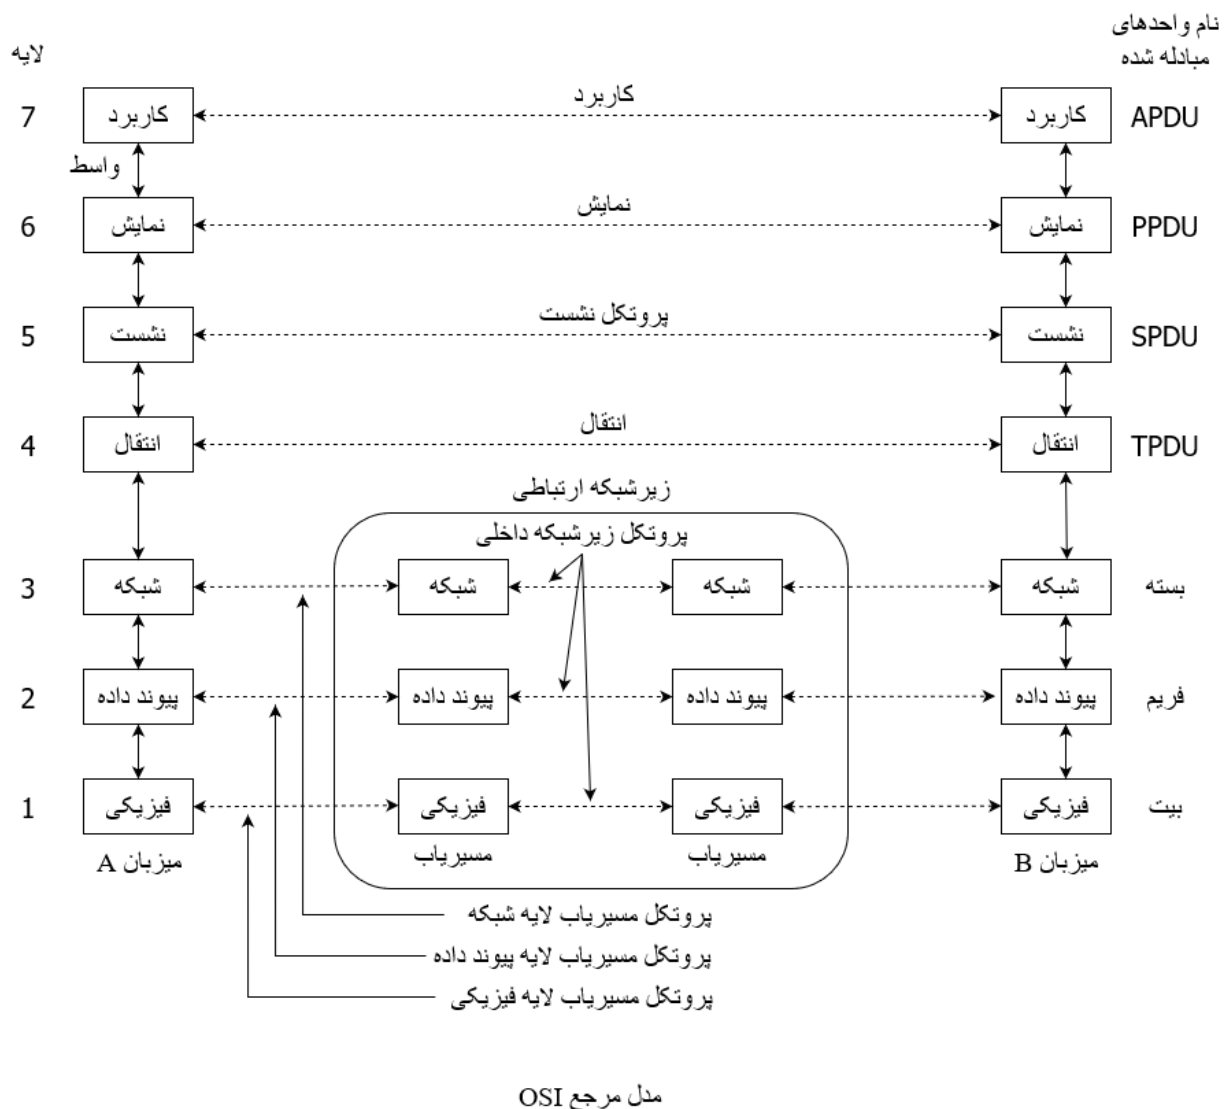 نام واحدهای
مبادله شده
لایه
7
کاربرد
کاربرد
کاربرد
APDU
واسط
6
نمایش
نمایش
نمایش
PPDU
5
نشست
پروتکل نشست
نشست
SPDU
4
انتقال
انتقال
انتقال
TPDU
زیرشبکه ارتباطی
پروتکل زیرشبکه داخلی
3
شبکه
شبکه
شبکه
شبکه
بسته
2
پیوند داده
پیوند داده
پیوند داده
پیوند داده
فریم
1
فیزیکی
فیزیکی
فیزیکی
فیزیکی
بیت
میزبان A
مسیریاب
مسیریاب
میزبان B
پروتکل مسیریاب لایه شبکه
پروتکل مسیریاب لایه پیوند داده
پروتکل مسیریاب لایه فیزیکی
مدل مرجع OSI